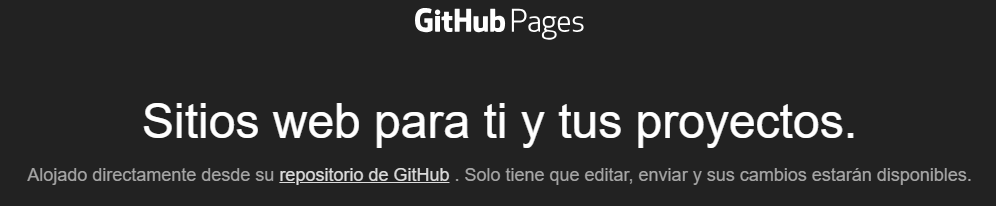 GitHub Pages
Sitios web para ti y tus proyectos.
Alojado directamente desde su repositorio de GitHub . Solo tiene que editar, enviar y sus cambios estarán disponibles.